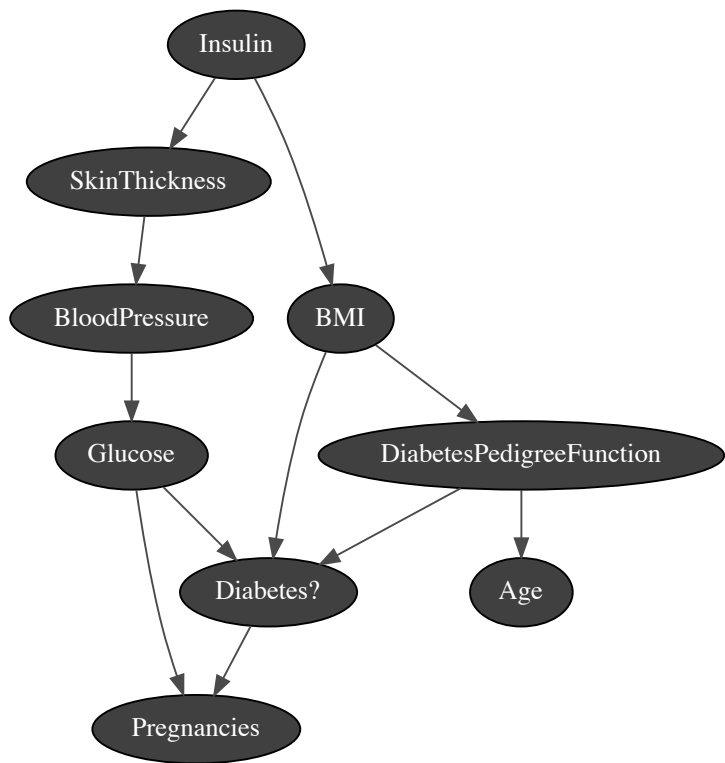 Insulin
SkinThickness
BloodPressure
BMI
Glucose
DiabetesPedigreeFunction
Diabetes?
Age
Pregnancies